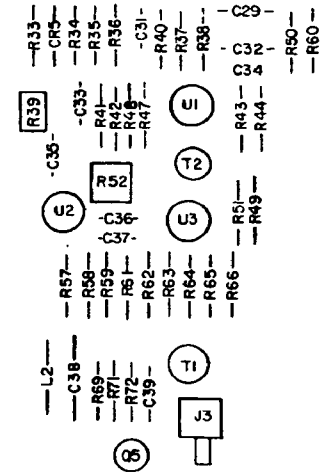 R33 CR5 R34 R35 R36 C31 R40 R37 R38 C29 R50 R60
C32
C34
R39 C33 R41 R42 R48 R47 U1 R43 R44
C35 T2
R52
U2 C36 U3 R51 R49
C37
R57 R58 R59 R61 R62 R63 R64 R65 R66
L2 C38 R69 R71 R72 C39 T1
J3
Q5